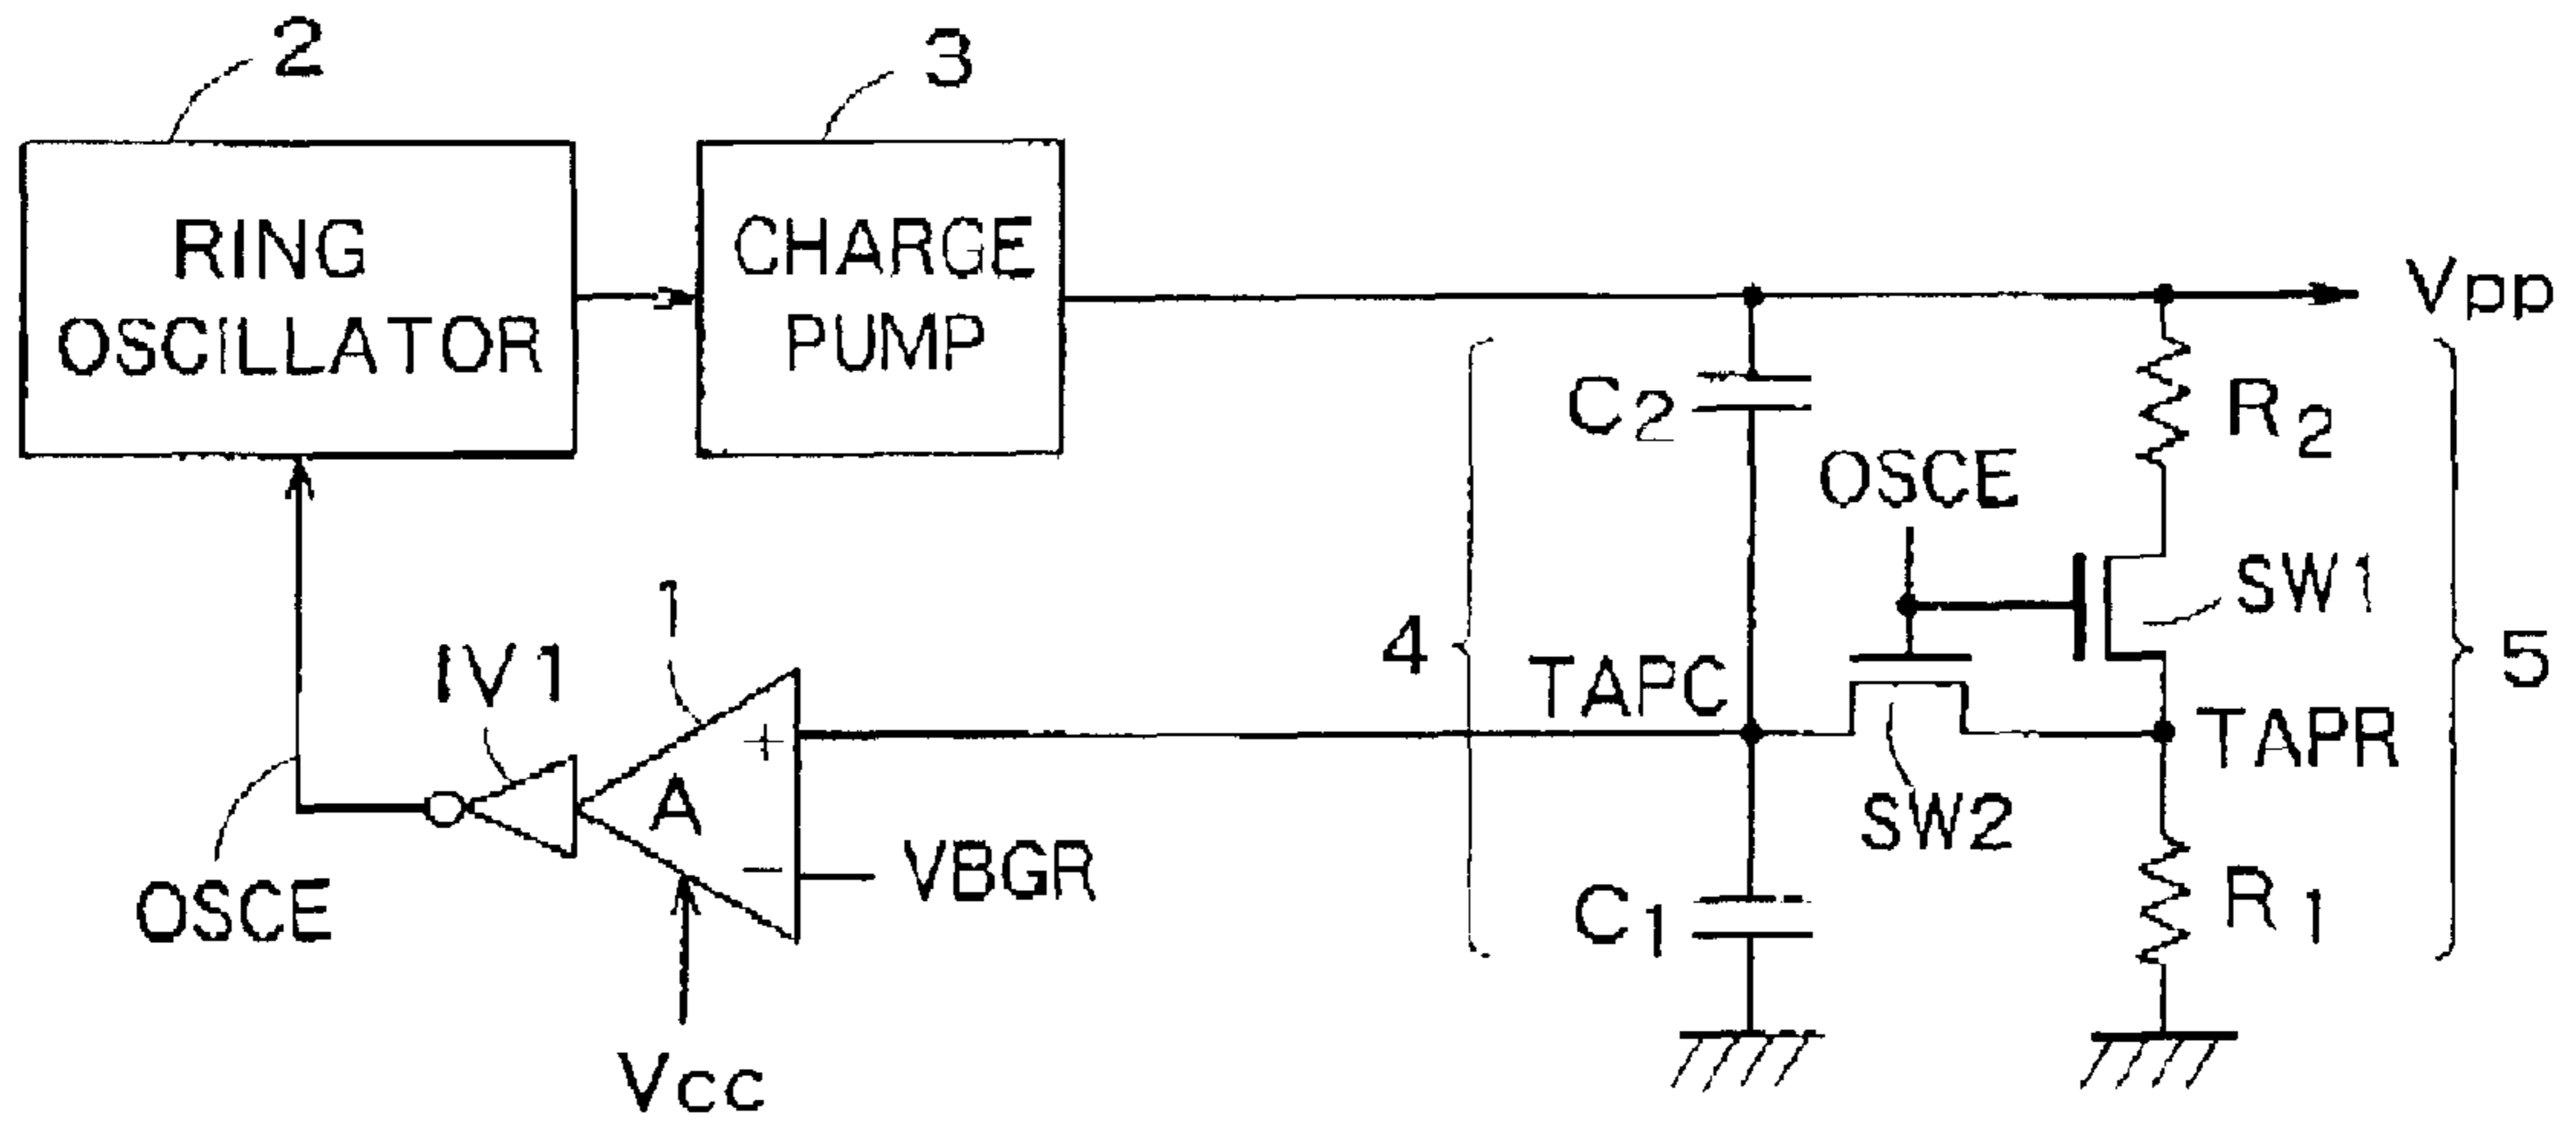 2
3
RING
OSCILLATOR
CHARGE
PUMP
Vpp
C2
R2
OSCE
SW1
1
IV1
4
TAPC
5
TAPR
+
A
SW2
−
VBGR
OSCE
C1
R1
Vcc